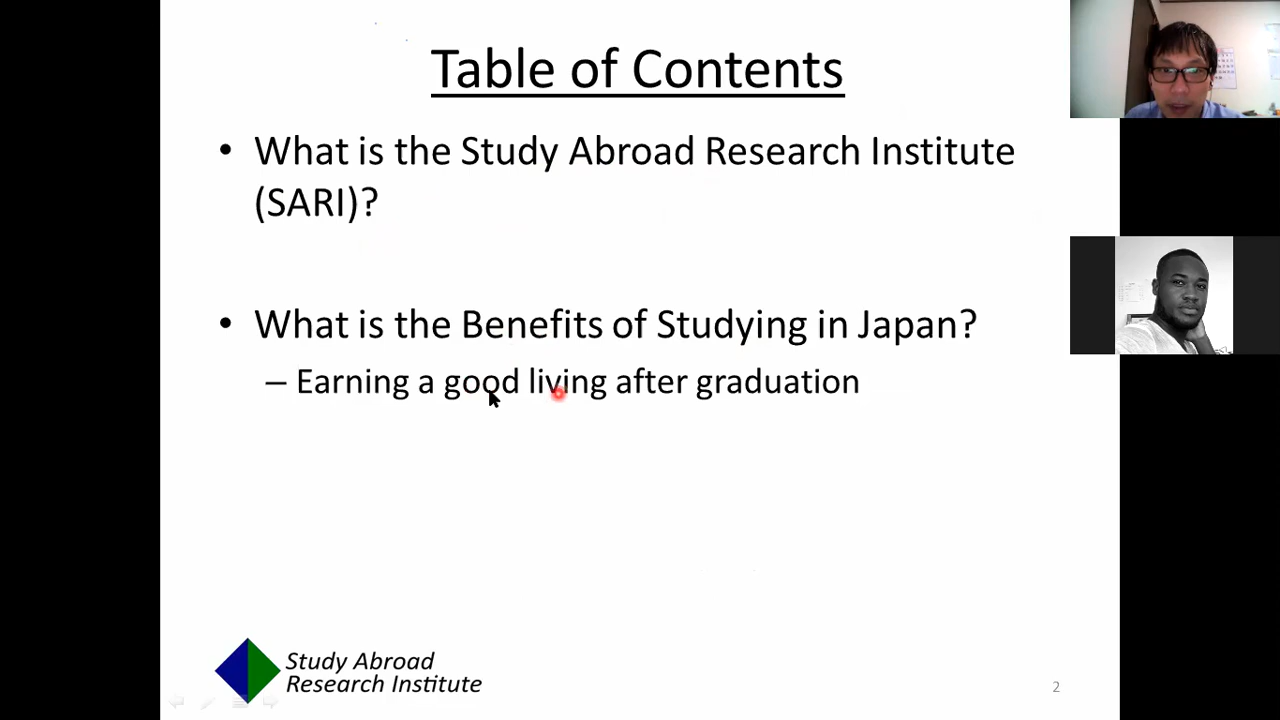 Table of Contents
• What is the Study Abroad Research Institute
(SARI)?
• What is the Benefits of Studying in Japan?
– Earning a good living after graduation
Study Abroad
Research Institute
2